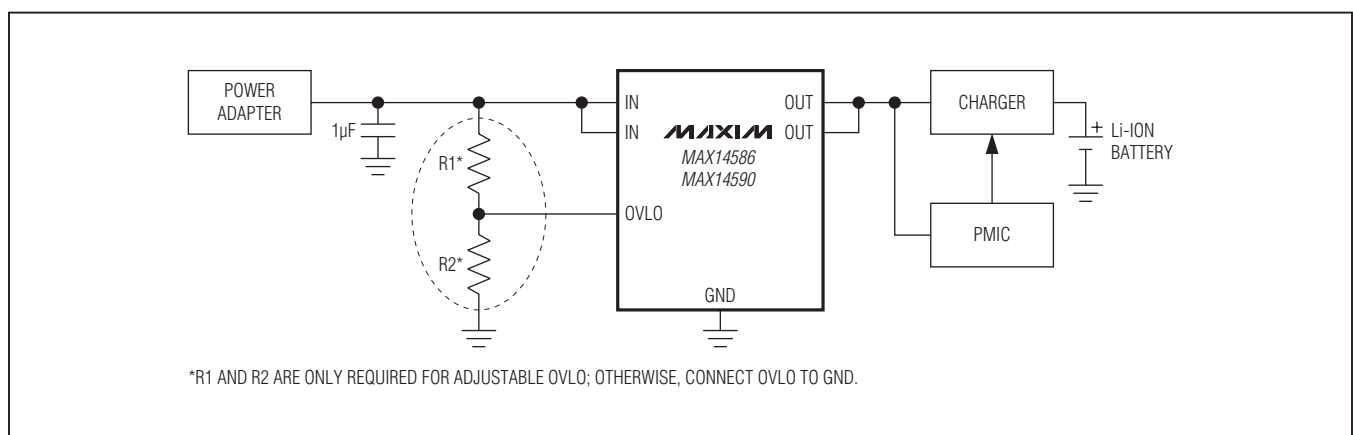 POWER
ADAPTER
1µF
R1*
R2*
IN
IN
OVLO
GND
OUT
OUT
MAXIM
MAX14586
MAX14590
CHARGER
PMIC
+
Li-ION
BATTERY
*R1 AND R2 ARE ONLY REQUIRED FOR ADJUSTABLE OVLO; OTHERWISE, CONNECT OVLO TO GND.